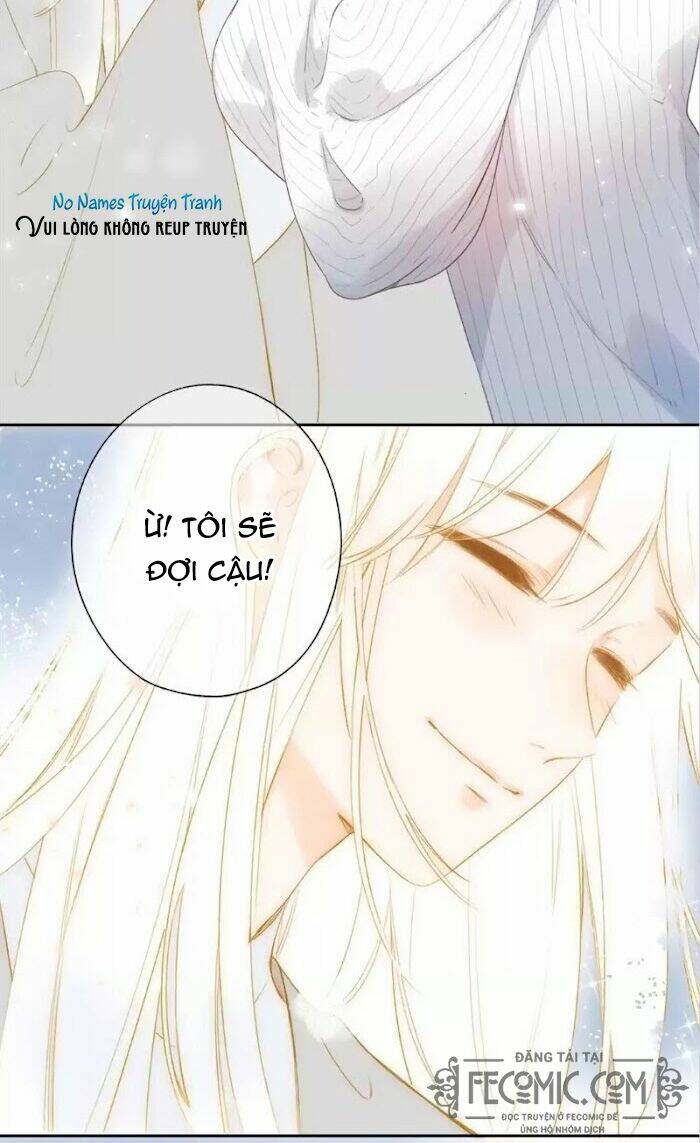 No Names Truyện Tranh
Vui lòng không reup truyện
Ừ! TÔI SẼ
ĐỢI CẬU!
ĐĂNG TẢI TẠI
FECOMIC.COM
ĐỌC TRUYỆN Ở FECOMIC ĐỂ
ỦNG HỘ NHÓM DỊCH